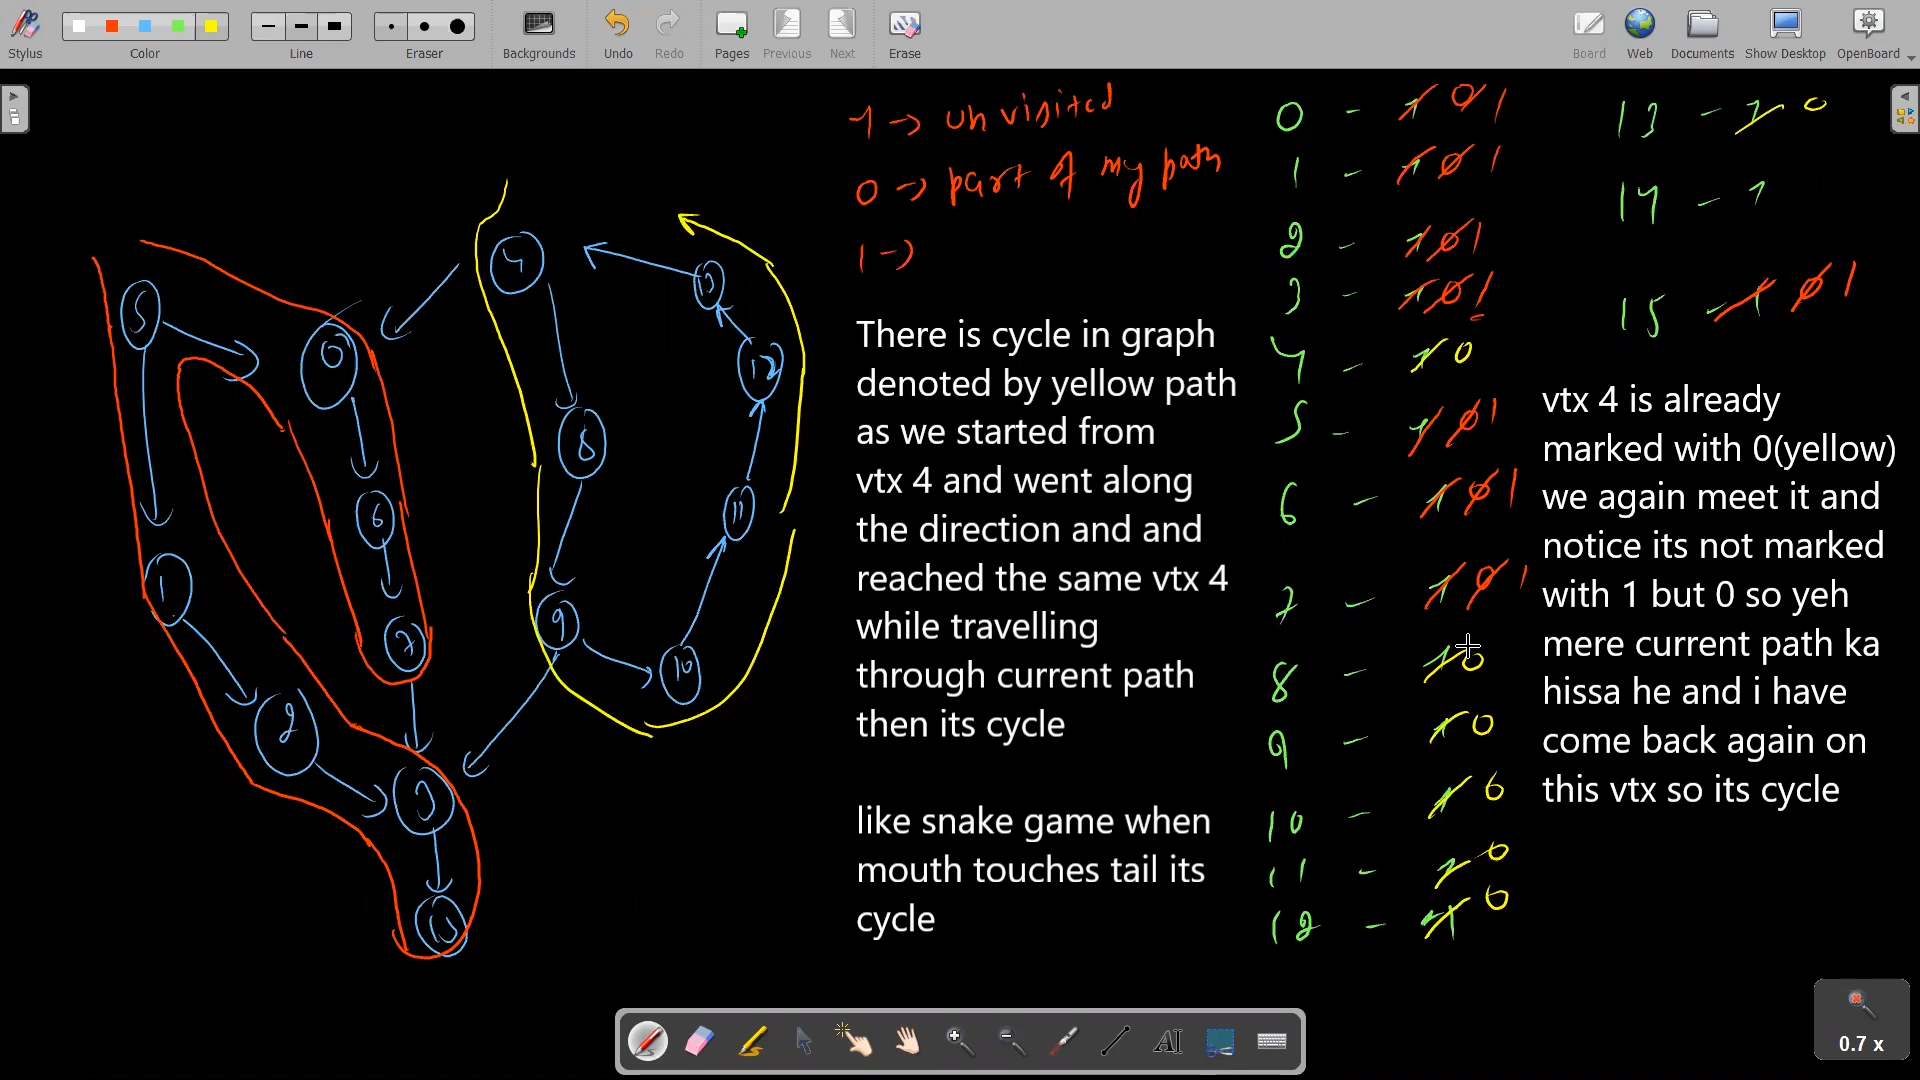 Stylus
Color
Line
Eraser
Backgrounds
Undo
Redo
Pages
Previous
Next
Erase
Board
Web
Documents
Show Desktop
OpenBoard
-1 -> unvisited
0 -> part of my path
1 ->
There is cycle in graph
denoted by yellow path
as we started from
vtx 4 and went along
the direction and and
reached the same vtx 4
while travelling
through current path
then its cycle
like snake game when
mouth touches tail its
cycle
5
0
6
7
1
2
3
4
8
9
10
11
12
13
0 - -1 0 1
1 - -1 0 1
2 - -1 0 1
3 - -1 0 1
4 - -1 0
5 - -1 0 1
6 - -1 0 1
7 - -1 0 1
8 - -1 0
9 - -1 0
10 - -1 0
11 - -1 0
12 - -1 0
13 - -1 0
14 - -1
15 - -1 0 1
vtx 4 is already
marked with 0(yellow)
we again meet it and
notice its not marked
with 1 but 0 so yeh
mere current path ka
hissa he and i have
come back again on
this vtx so its cycle
0.7 x